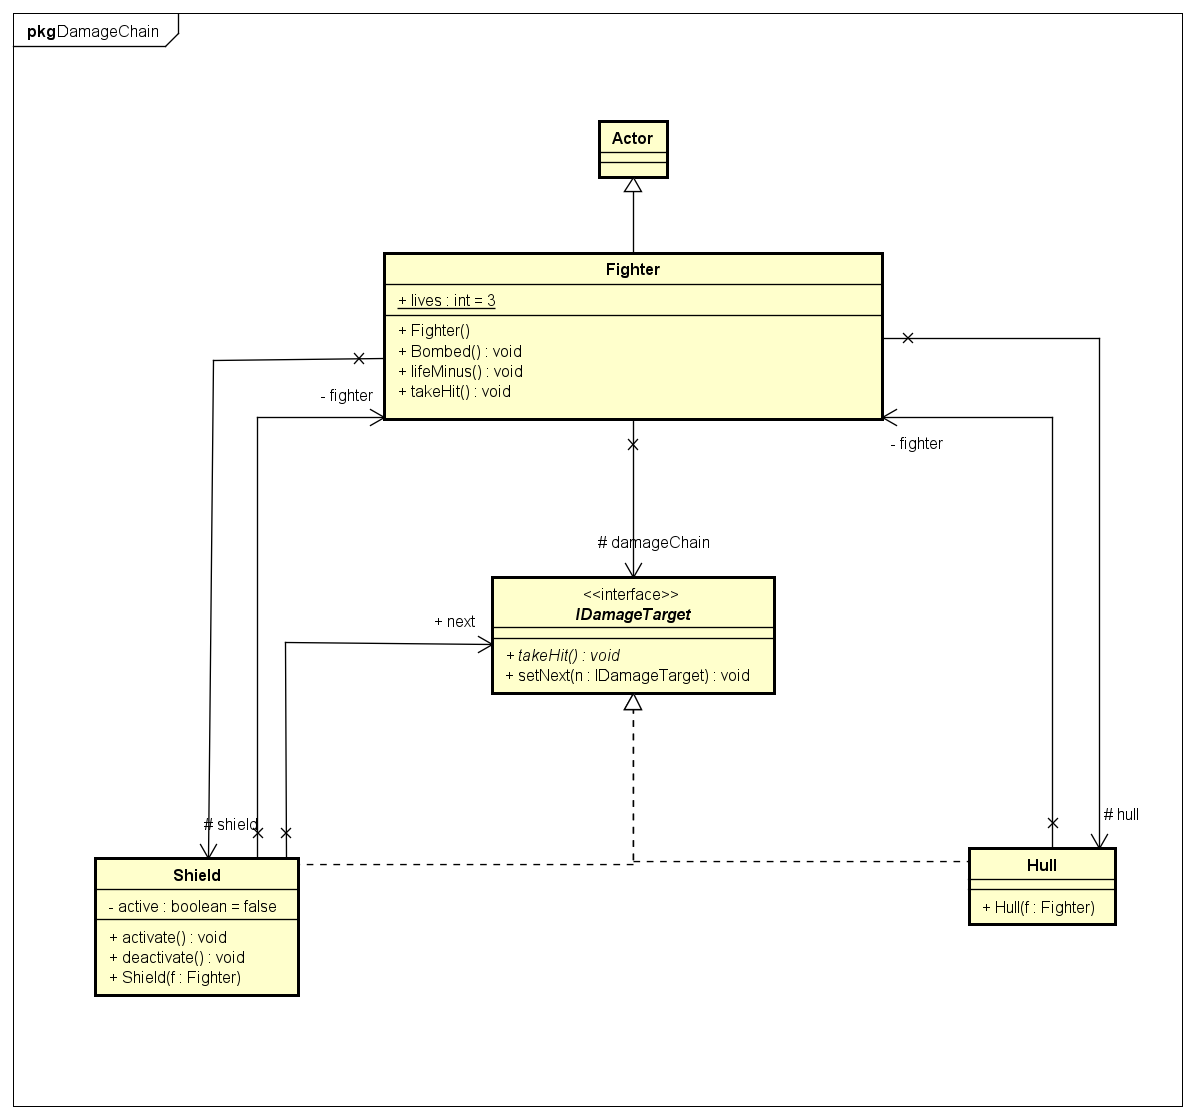 pkg DamageChain
Actor
Fighter
+ lives : int = 3
+ Fighter()
+ Bombed() : void
+ lifeMinus() : void
+ takeHit() : void
- fighter
- fighter
# damageChain
<<interface>>
IDamageTarget
+ takeHit() : void
+ setNext(n : IDamageTarget) : void
+ next
# shield
# hull
Shield
- active : boolean = false
+ activate() : void
+ deactivate() : void
+ Shield(f : Fighter)
Hull
+ Hull(f : Fighter)